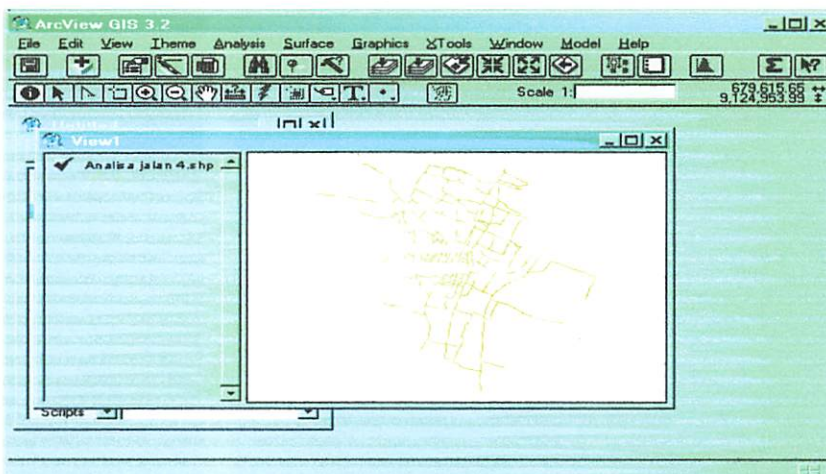 ArcView GIS 3.2
File Edit View Theme Analysis Surface Graphics XTools Window Model Help
Scale 1:
679,615.65
9,124,953.99
View1
Analisa jalan 4.shp
Scripts